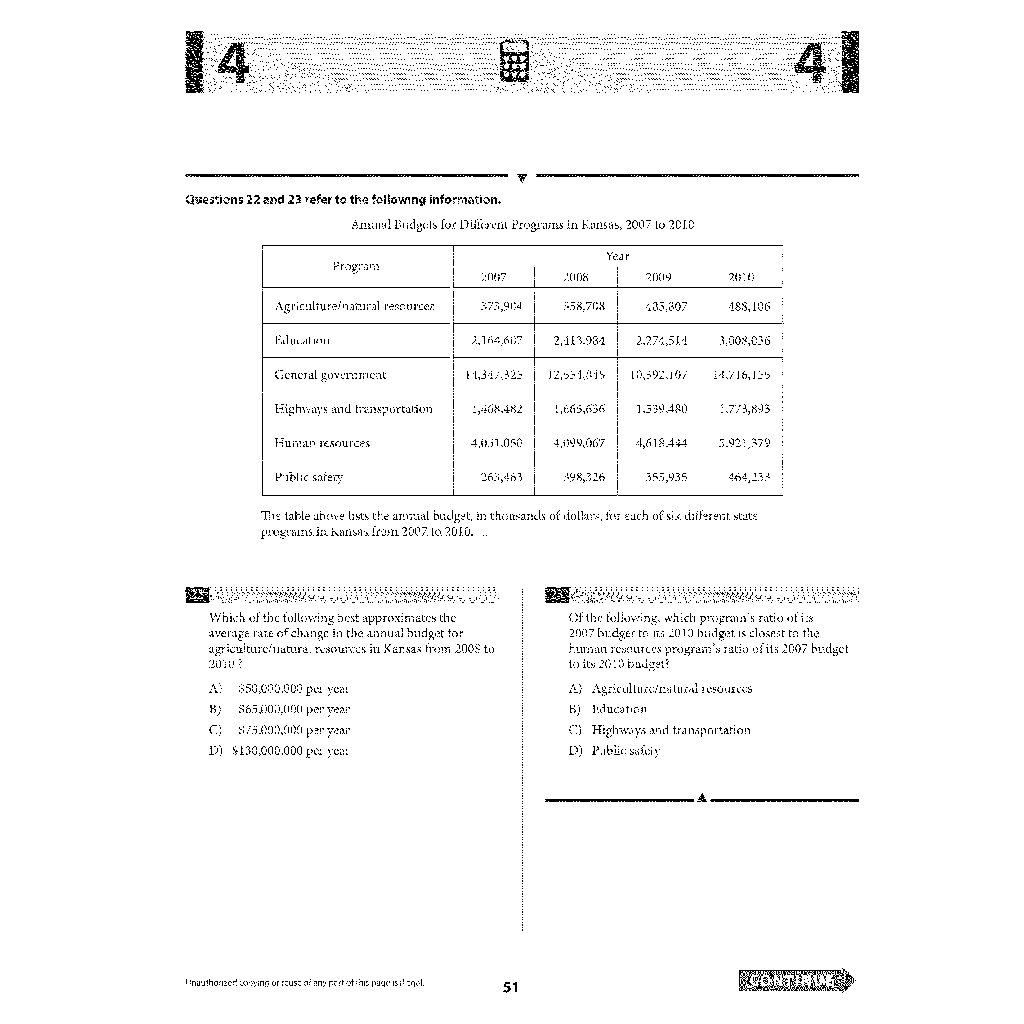 4 4
Questions 22 and 23 refer to the following information.
Annual Budgets for Different Programs in Kansas, 2007 to 2010
Program Year
2007 2008 2009 2010
Agriculture/natural resources 373,904 358,708 485,807 488,106
Education 2,164,607 2,413,984 2,274,514 3,008,036
General government 14,347,325 12,554,845 10,392,107 14,716,155
Highways and transportation 1,468,482 1,665,636 1,539,480 1,773,893
Human resources 4,051,050 4,099,067 4,618,444 5,921,379
Public safety 263,463 398,326 355,935 464,233
The table above lists the annual budget, in thousands of dollars, for each of six different state
programs in Kansas from 2007 to 2010.
Which of the following best approximates the
average rate of change in the annual budget for
agriculture/natural resources in Kansas from 2008 to
2010 ?
A) $50,000,000 per year
B) $65,000,000 per year
C) $75,000,000 per year
D) $130,000,000 per year
Of the following, which program's ratio of its
2007 budget to its 2010 budget is closest to the
human resources program's ratio of its 2007 budget
to its 2010 budget?
A) Agriculture/natural resources
B) Education
C) Highways and transportation
D) Public safety
Unauthorized copying or reuse of any part of this page is illegal.
51
CONTINUE